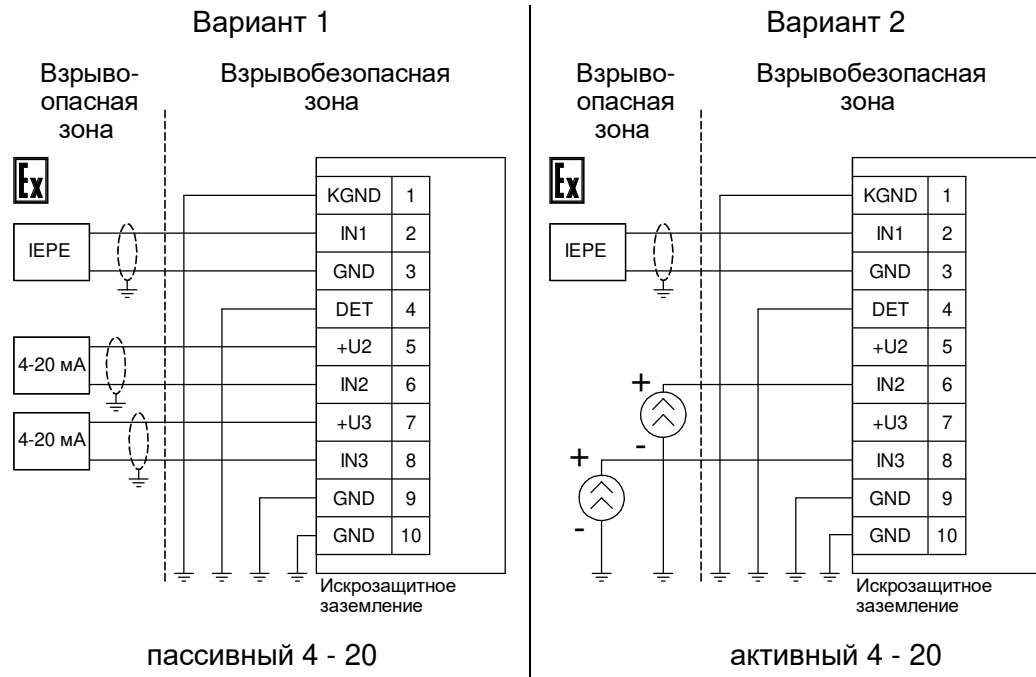 Вариант 1
Взрыво-
опасная
зона
Взрывобезопасная
зона
Ex
KGND 1
IEPE IN1 2
GND 3
DET 4
4-20 мА +U2 5
IN2 6
4-20 мА +U3 7
IN3 8
GND 9
GND 10
Искрозащитное
заземление
пассивный 4 - 20
Вариант 2
Взрыво-
опасная
зона
Взрывобезопасная
зона
Ex
KGND 1
IEPE IN1 2
GND 3
DET 4
+U2 5
+ IN2 6
+U3 7
-
+ IN3 8
GND 9
-
GND 10
Искрозащитное
заземление
активный 4 - 20